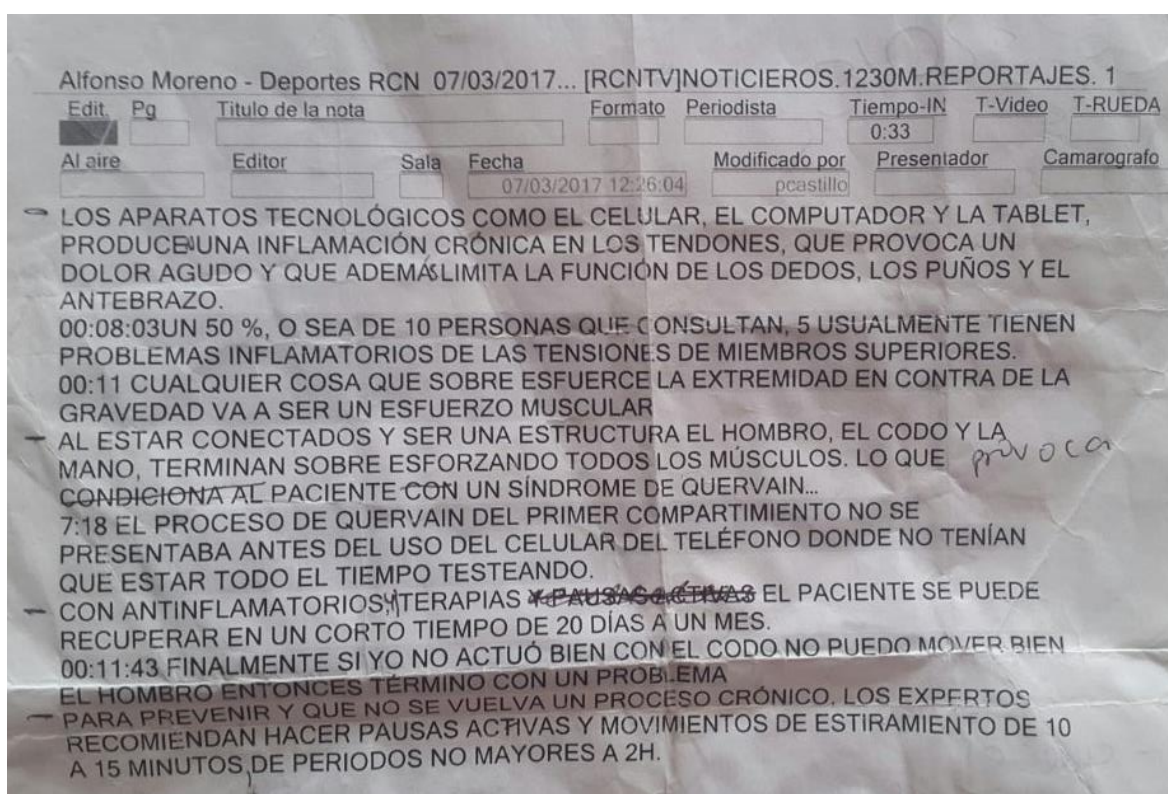 Alfonso Moreno - Deportes RCN 07/03/2017... [RCNTV]NOTICIEROS.1230M.REPORTAJES. 1
Edit. Pg Titulo de la nota Formato Periodista Tiempo-IN T-Video T-RUEDA
0:33
Al aire Editor Sala Fecha Modificado por Presentador Camarografo
07/03/2017 12:26:04 pcastillo
LOS APARATOS TECNOLÓGICOS COMO EL CELULAR, EL COMPUTADOR Y LA TABLET,
PRODUCEN UNA INFLAMACIÓN CRÓNICA EN LOS TENDONES, QUE PROVOCA UN
DOLOR AGUDO Y QUE ADEMÁS LIMITA LA FUNCIÓN DE LOS DEDOS, LOS PUÑOS Y EL
ANTEBRAZO.
00:08:03UN 50 %, O SEA DE 10 PERSONAS QUE CONSULTAN, 5 USUALMENTE TIENEN
PROBLEMAS INFLAMATORIOS DE LAS TENSIONES DE MIEMBROS SUPERIORES.
00:11 CUALQUIER COSA QUE SOBRE ESFUERCE LA EXTREMIDAD EN CONTRA DE LA
GRAVEDAD VA A SER UN ESFUERZO MUSCULAR
AL ESTAR CONECTADOS Y SER UNA ESTRUCTURA EL HOMBRO, EL CODO Y LA
MANO, TERMINAN SOBRE ESFORZANDO TODOS LOS MÚSCULOS. LO QUE provoca
CONDICIONA AL PACIENTE CON UN SÍNDROME DE QUERVAIN...
7:18 EL PROCESO DE QUERVAIN DEL PRIMER COMPARTIMIENTO NO SE
PRESENTABA ANTES DEL USO DEL CELULAR DEL TELÉFONO DONDE NO TENÍAN
QUE ESTAR TODO EL TIEMPO TESTEANDO.
CON ANTINFLAMATORIOS Y TERAPIAS Y PAUSAS ACTIVAS EL PACIENTE SE PUEDE
RECUPERAR EN UN CORTO TIEMPO DE 20 DÍAS A UN MES.
00:11:43 FINALMENTE SI YO NO ACTUÓ BIEN CON EL CODO NO PUEDO MOVER BIEN
EL HOMBRO ENTONCES TÉRMINO CON UN PROBLEMA
PARA PREVENIR Y QUE NO SE VUELVA UN PROCESO CRÓNICO, LOS EXPERTOS
RECOMIENDAN HACER PAUSAS ACTIVAS Y MOVIMIENTOS DE ESTIRAMIENTO DE 10
A 15 MINUTOS, DE PERIODOS NO MAYORES A 2H.